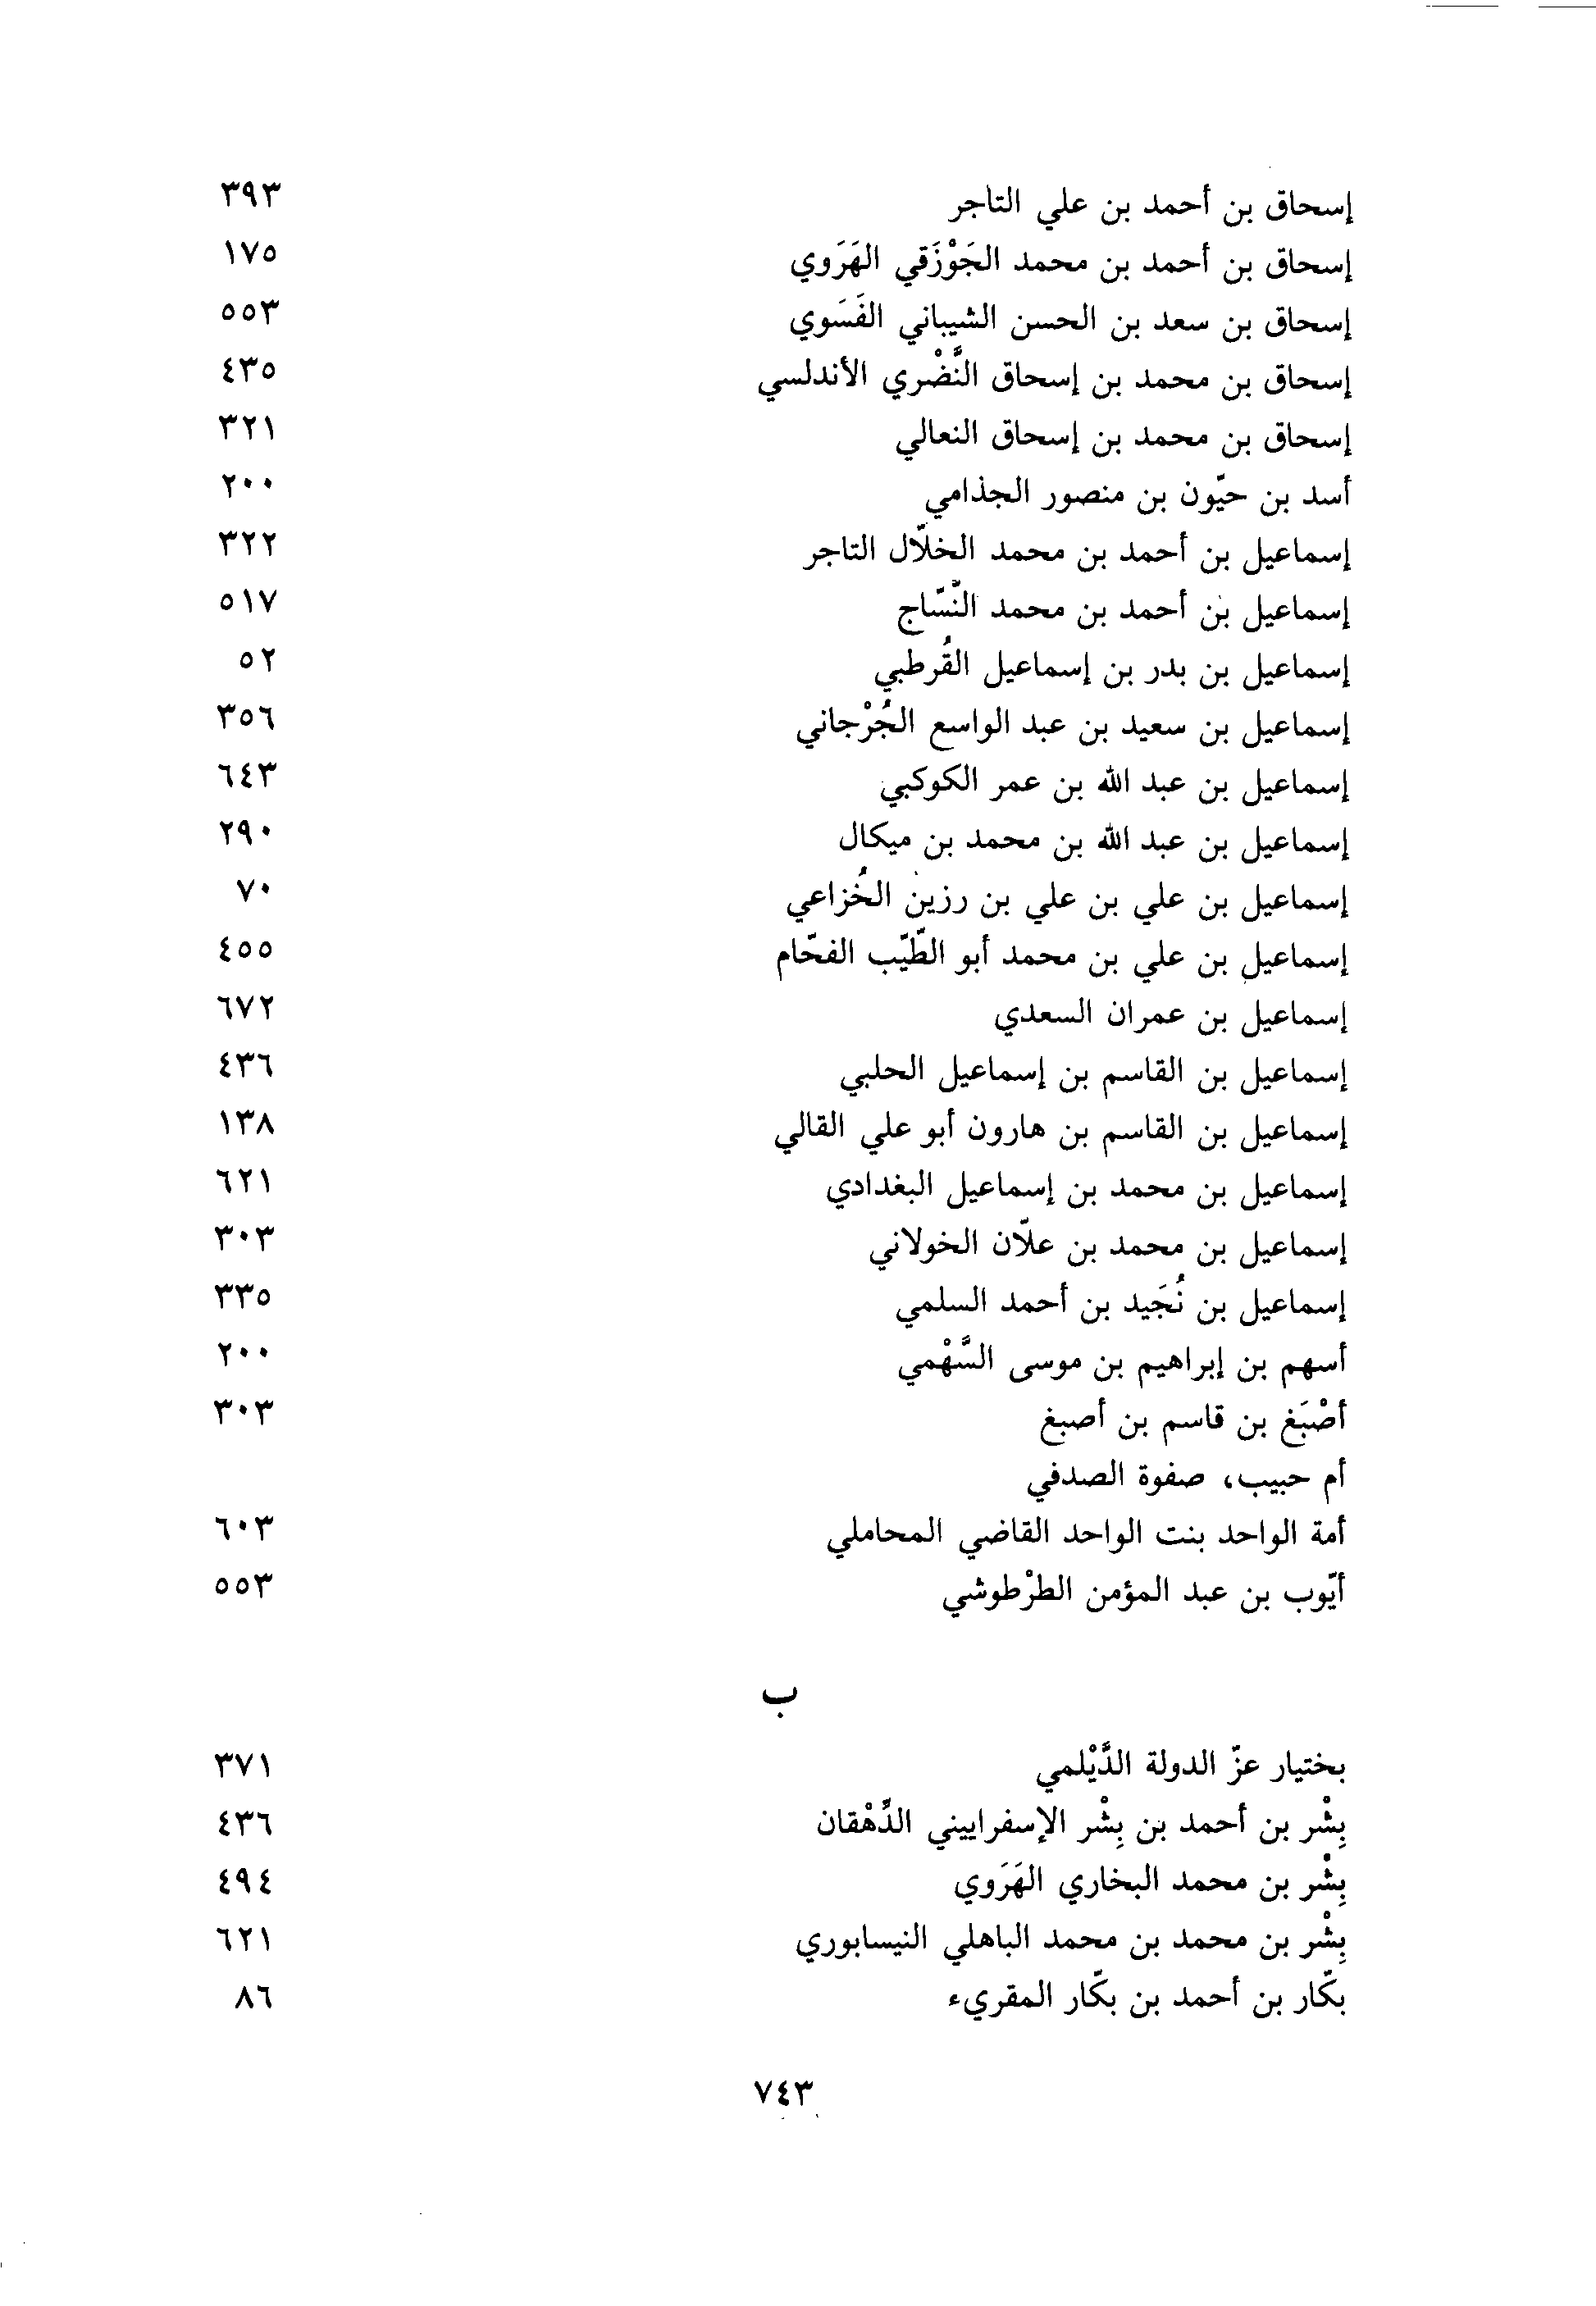 إسحاق بن أحمد بن علي التاجر ٣٩٣
إسحاق بن أحمد بن محمد الجَوْزَقي الهَرَوي ١٧٥
إسحاق بن سعد بن الحسن الشيباني الفَسَوي ٥٥٣
إسحاق بن محمد بن إسحاق النَّضْري الأندلسي ٤٣٥
إسحاق بن محمد بن إسحاق النعالي ٣٢١
أسد بن حيّون بن منصور الجذامي ٢٠٠
إسماعيل بن أحمد بن محمد الخلّال التاجر ٣٢٢
إسماعيل بن أحمد بن محمد النَّسّاج ٥١٧
إسماعيل بن بدر بن إسماعيل القُرطبي ٥٢
إسماعيل بن سعيد بن عبد الواسع الجُرْجاني ٣٥٦
إسماعيل بن عبد الله بن عمر الكوكبي ٦٤٣
إسماعيل بن عبد الله بن محمد بن ميكال ٢٩٠
إسماعيل بن علي بن علي بن رزين الخُزاعي ٧٠
إسماعيل بن علي بن محمد أبو الطَّيّب الفحّام ٤٥٥
إسماعيل بن عمران السعدي ٦٧٢
إسماعيل بن القاسم بن إسماعيل الحلبي ٤٣٦
إسماعيل بن القاسم بن هارون أبو علي القالي ١٣٨
إسماعيل بن محمد بن إسماعيل البغدادي ٦٢١
إسماعيل بن محمد بن علّان الخولاني ٣٠٣
إسماعيل بن نُجَيد بن أحمد السلمي ٣٣٥
أسهم بن إبراهيم بن موسى السَّهْمي ٢٠٠
أصْبَغ بن قاسم بن أصبغ ٣٠٣
أم حبيب، صفوة الصدفي
أمة الواحد بنت الواحد القاضي المحاملي ٦٠٣
أيّوب بن عبد المؤمن الطرْطوشي ٥٥٣
ب
بختيار عزّ الدولة الدَّيْلمي ٣٧١
بِشْر بن أحمد بن بِشْر الإسفراييني الدِّهْقان ٤٣٦
بِشْر بن محمد البخاري الهَرَوي ٤٩٤
بِشْر بن محمد بن محمد الباهلي النيسابوري ٦٢١
بكّار بن أحمد بن بكّار المقريء ٨٦
٧٤٣